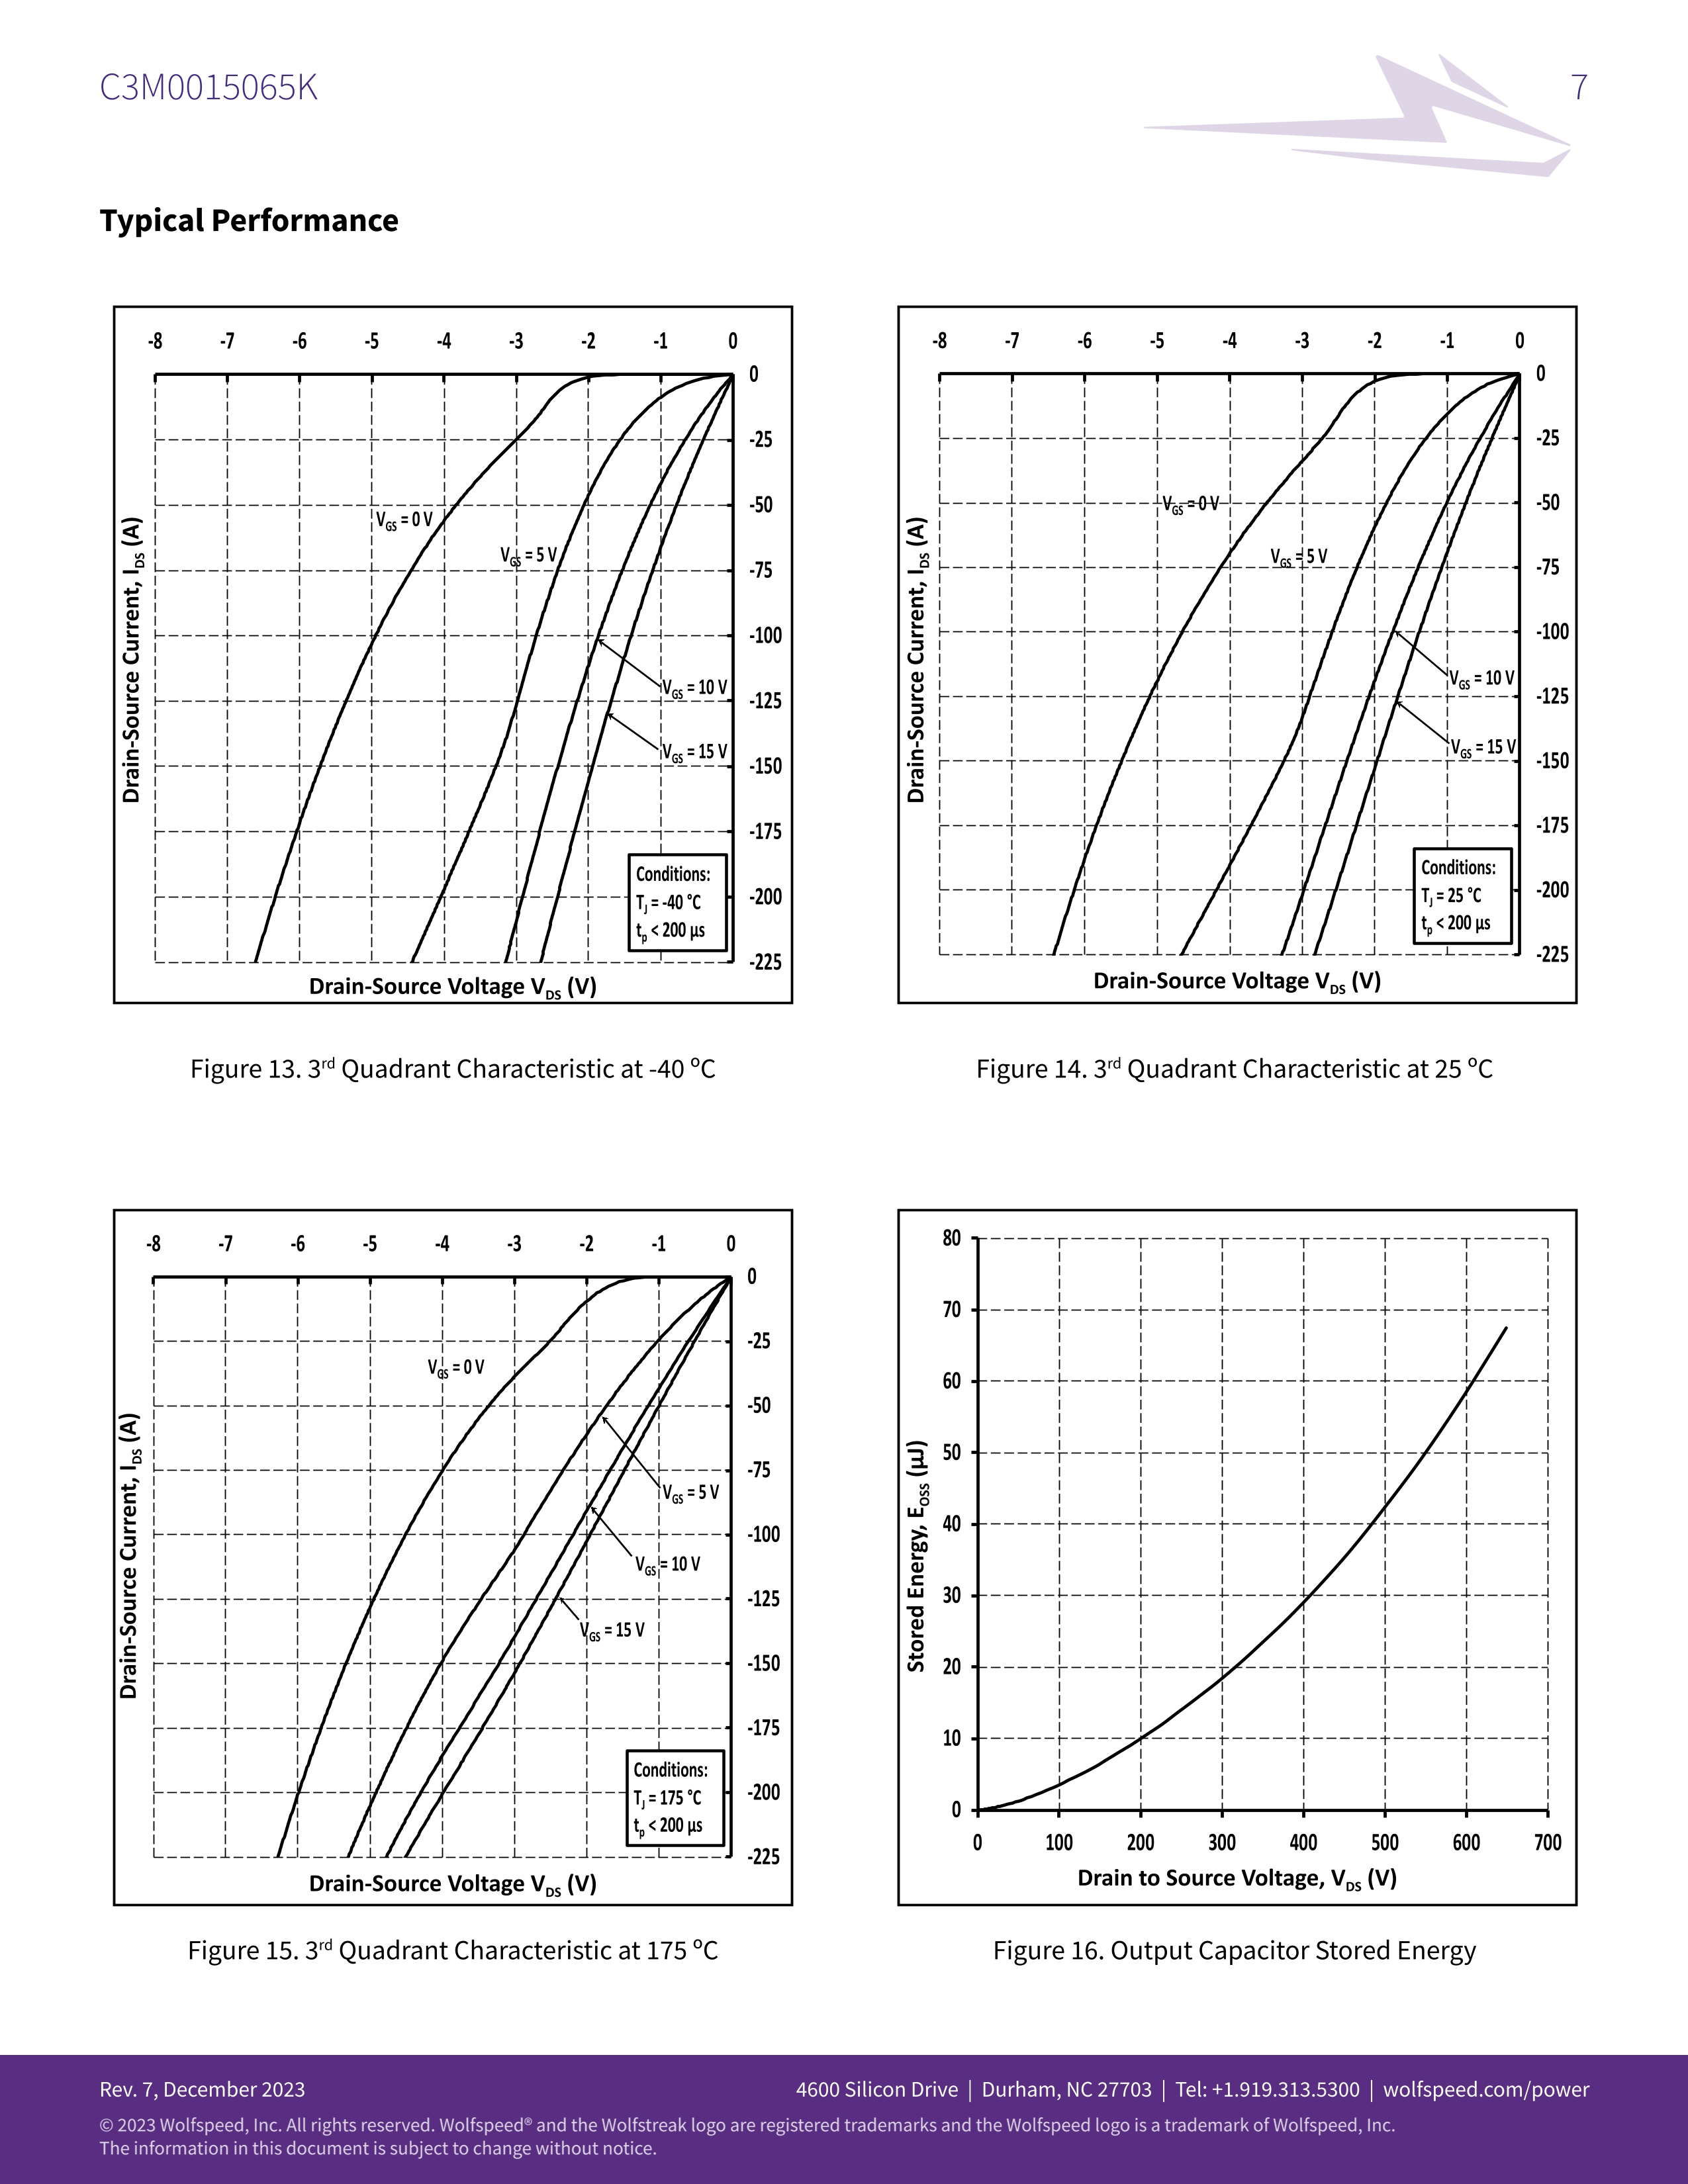 C3M0015065K
7
Typical Performance
-8 -7 -6 -5 -4 -3 -2 -1 0
0
-25
-50
-75
-100
-125
-150
-175
-200
-225
Drain-Source Current, IDS (A)
VGS = 0 V
VGS = 5 V
VGS = 10 V
VGS = 15 V
Conditions:
TJ = -40 °C
tp < 200 µs
Drain-Source Voltage VDS (V)
Figure 13. 3rd Quadrant Characteristic at -40 ºC
-8 -7 -6 -5 -4 -3 -2 -1 0
0
-25
-50
-75
-100
-125
-150
-175
-200
-225
Drain-Source Current, IDS (A)
VGS = 0 V
VGS = 5 V
VGS = 10 V
VGS = 15 V
Conditions:
TJ = 25 °C
tp < 200 µs
Drain-Source Voltage VDS (V)
Figure 14. 3rd Quadrant Characteristic at 25 ºC
-8 -7 -6 -5 -4 -3 -2 -1 0
0
-25
-50
-75
-100
-125
-150
-175
-200
-225
Drain-Source Current, IDS (A)
VGS = 0 V
VGS = 5 V
VGS = 10 V
VGS = 15 V
Conditions:
TJ = 175 °C
tp < 200 µs
Drain-Source Voltage VDS (V)
Figure 15. 3rd Quadrant Characteristic at 175 ºC
80
70
60
50
40
30
20
10
0
Stored Energy, EOSS (µJ)
0 100 200 300 400 500 600 700
Drain to Source Voltage, VDS (V)
Figure 16. Output Capacitor Stored Energy
Rev. 7, December 2023
4600 Silicon Drive | Durham, NC 27703 | Tel: +1.919.313.5300 | wolfspeed.com/power
© 2023 Wolfspeed, Inc. All rights reserved. Wolfspeed® and the Wolfstreak logo are registered trademarks and the Wolfspeed logo is a trademark of Wolfspeed, Inc.
The information in this document is subject to change without notice.